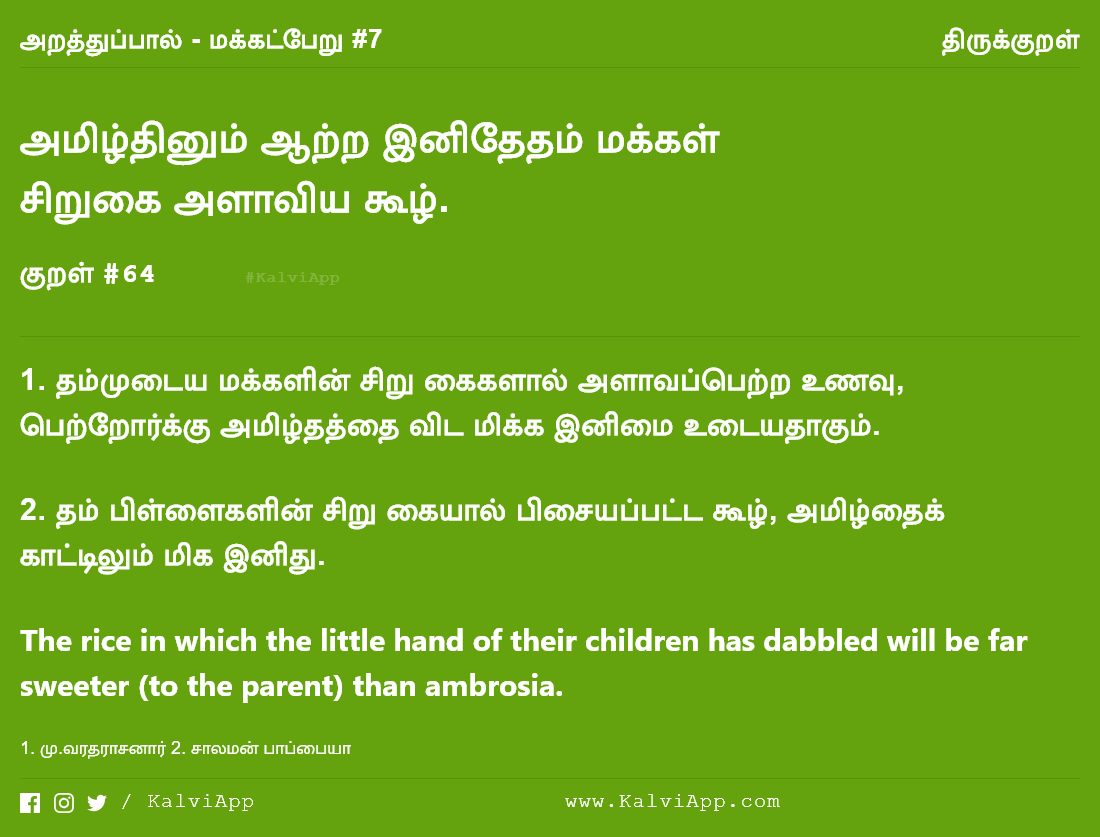 அறத்துப்பால் - மக்கட்பேறு #7
திருக்குறள்
அமிழ்தினும் ஆற்ற இனிதேதம் மக்கள்
சிறுகை அளாவிய கூழ்.
குறள் #64
#KalviApp
1. தம்முடைய மக்களின் சிறு கைகளால் அளாவப்பெற்ற உணவு,
பெற்றோர்க்கு அமிழ்தத்தை விட மிக்க இனிமை உடையதாகும்.
2. தம் பிள்ளைகளின் சிறு கையால் பிசையப்பட்ட கூழ், அமிழ்தைக்
காட்டிலும் மிக இனிது.
The rice in which the little hand of their children has dabbled will be far
sweeter (to the parent) than ambrosia.
1. மு.வரதராசனார் 2. சாலமன் பாப்பையா
/ KalviApp
www.KalviApp.com